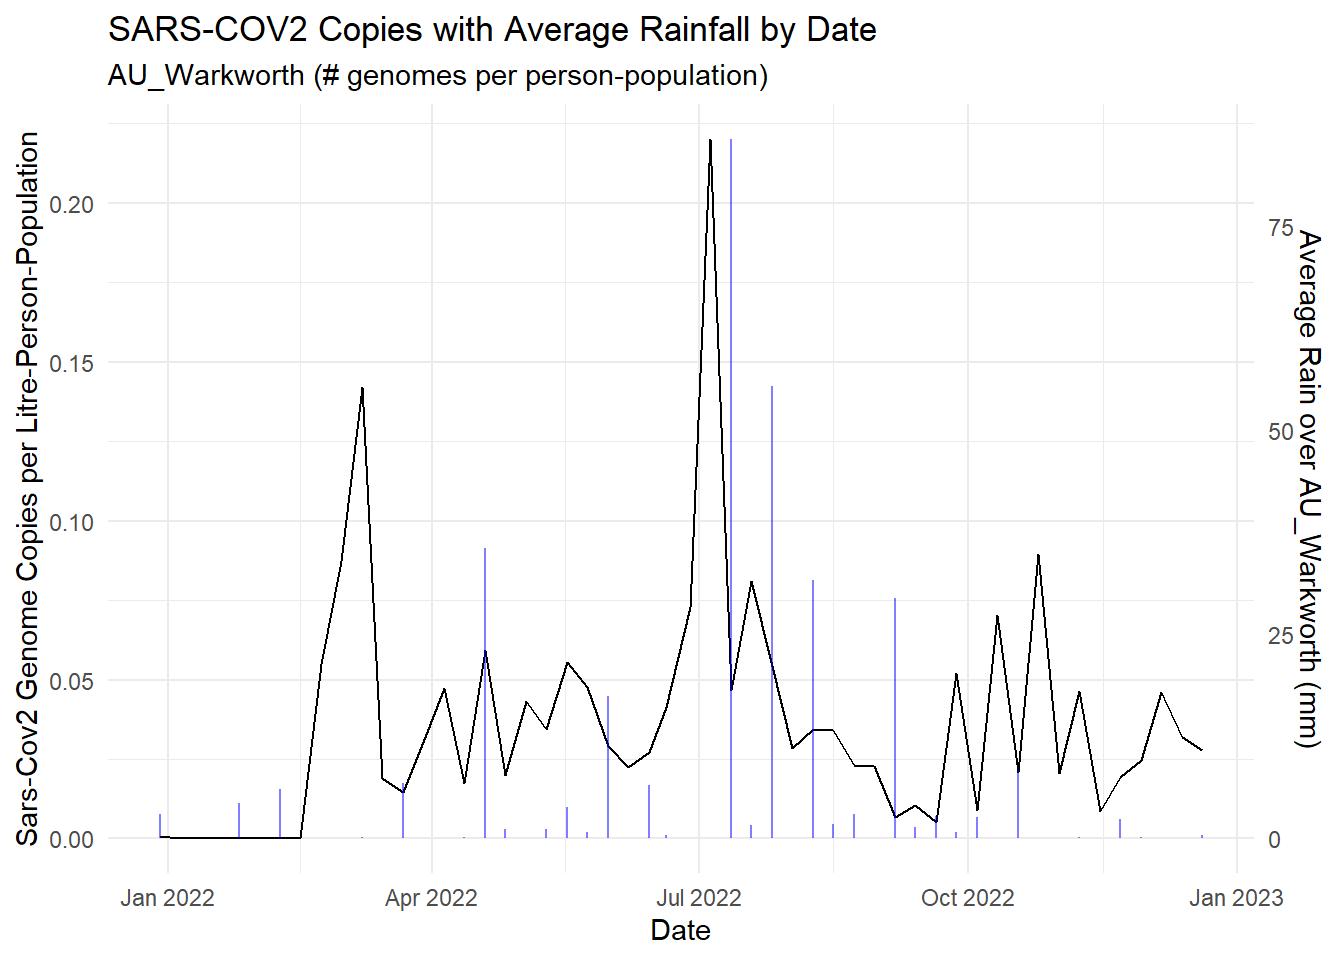 SARS-COV2 Copies with Average Rainfall by Date
AU_Warkworth (# genomes per person-population)
Sars-Cov2 Genome Copies per Litre-Person-Population
0.20
0.15
0.10
0.05
0.00
75
50
25
0
Average Rain over AU_Warkworth (mm)
Jan 2022
Apr 2022
Jul 2022
Oct 2022
Jan 2023
Date